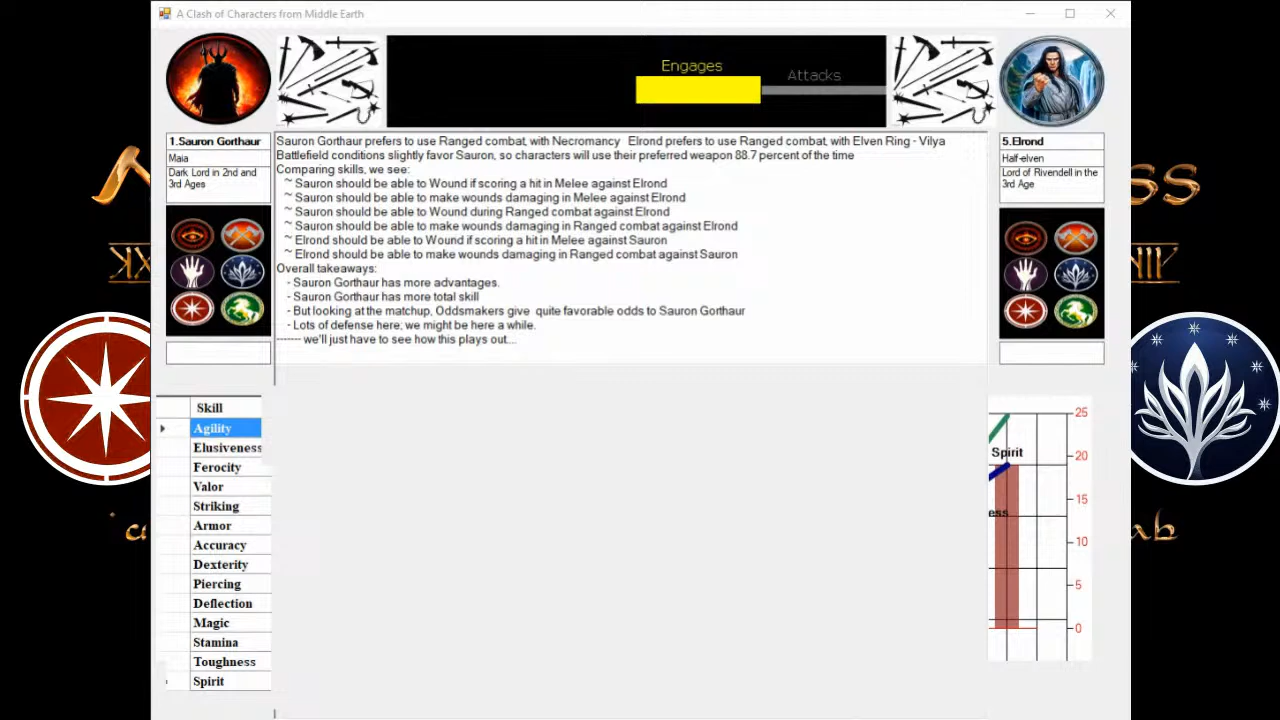 A Clash of Characters from Middle Earth
Engages
Attacks
1.Sauron Gorthaur
Maia
Dark Lord in 2nd and
3rd Ages
Sauron Gorthaur prefers to use Ranged combat, with Necromancy   Elrond prefers to use Ranged combat, with Elven Ring - Vilya
Battlefield conditions slightly favor Sauron, so characters will use their preferred weapon 88.7 percent of the time
Comparing skills, we see:
~ Sauron should be able to Wound if scoring a hit in Melee against Elrond
~ Sauron should be able to make wounds damaging in Melee against Elrond
~ Sauron should be able to Wound during Ranged combat against Elrond
~ Sauron should be able to make wounds damaging in Ranged combat against Elrond
~ Elrond should be able to Wound if scoring a hit in Melee against Sauron
~ Elrond should be able to make wounds damaging in Ranged combat against Sauron
Overall takeaways:
- Sauron Gorthaur has more advantages.
- Sauron Gorthaur has more total skill
- But looking at the matchup, Oddsmakers give  quite favorable odds to Sauron Gorthaur
- Lots of defense here; we might be here a while.
------- we'll just have to see how this plays out...
5.Elrond
Half-elven
Lord of Rivendell in the
3rd Age
Skill
Agility
Elusiveness
Ferocity
Valor
Striking
Armor
Accuracy
Dexterity
Piercing
Deflection
Magic
Stamina
Toughness
Spirit
Spirit
ess
25
20
15
10
5
0